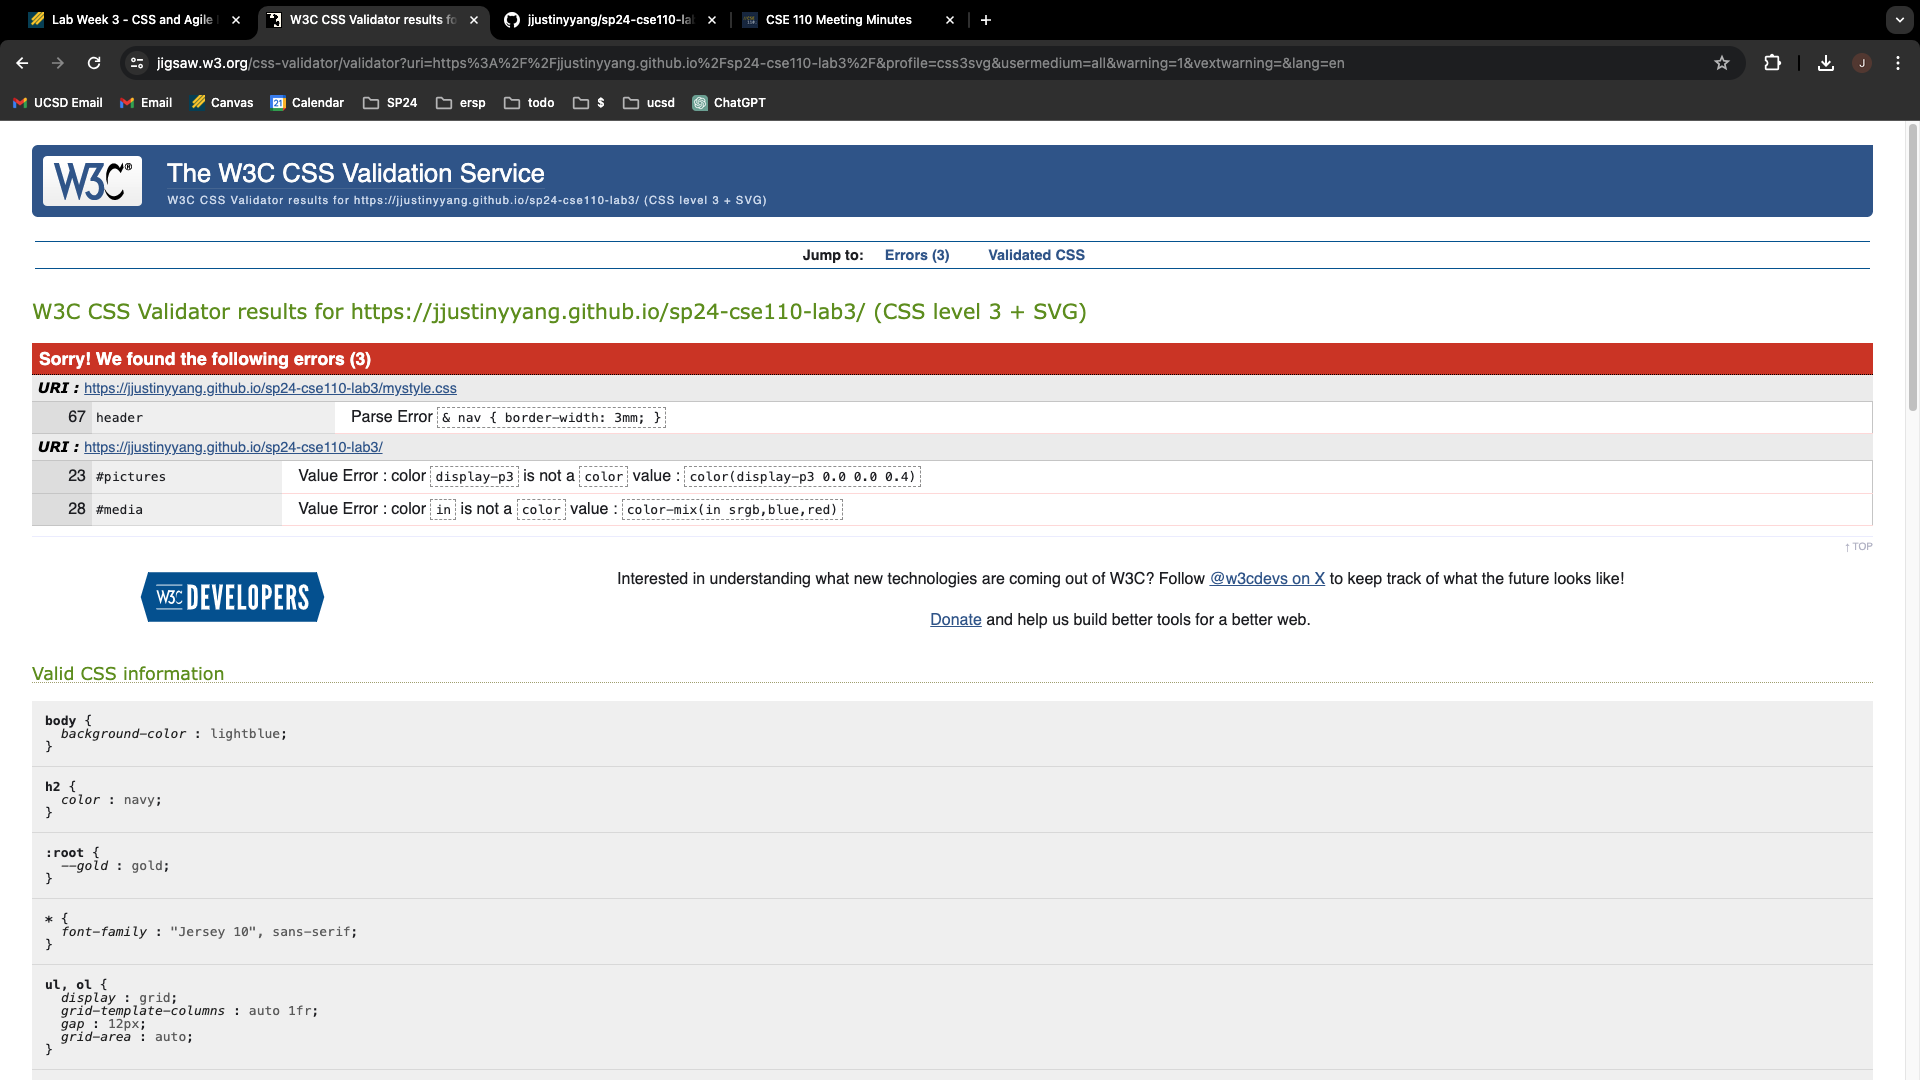 Lab Week 3 - CSS and Agile
W3C CSS Validator results fo
jjustinyyang/sp24-cse110-la
CSE 110 Meeting Minutes
jigsaw.w3.org/css-validator/validator?uri=https%3A%2F%2Fjjustinyyang.github.io%2Fsp24-cse110-lab3%2F&profile=css3svg&usermedium=all&warning=1&vextwarning=&lang=en
J
UCSD Email
Email
Canvas
21 Calendar
SP24
ersp
todo
$
ucsd
ChatGPT
W3C®
The W3C CSS Validation Service
W3C CSS Validator results for https://jjustinyyang.github.io/sp24-cse110-lab3/ (CSS level 3 + SVG)
Jump to: Errors (3) Validated CSS
W3C CSS Validator results for https://jjustinyyang.github.io/sp24-cse110-lab3/ (CSS level 3 + SVG)
Sorry! We found the following errors (3)
URI : https://jjustinyyang.github.io/sp24-cse110-lab3/mystyle.css
67 header Parse Error & nav { border-width: 3mm; }
URI : https://jjustinyyang.github.io/sp24-cse110-lab3/
23 #pictures Value Error : color display-p3 is not a color value : color(display-p3 0.0 0.0 0.4)
28 #media Value Error : color in is not a color value : color-mix(in srgb,blue,red)
↑ TOP
W3C DEVELOPERS
Interested in understanding what new technologies are coming out of W3C? Follow @w3cdevs on X to keep track of what the future looks like!
Donate and help us build better tools for a better web.
Valid CSS information
body {
background-color : lightblue;
}
h2 {
color : navy;
}
:root {
--gold : gold;
}
* {
font-family : "Jersey 10", sans-serif;
}
ul, ol {
display : grid;
grid-template-columns : auto 1fr;
gap : 12px;
grid-area : auto;
}